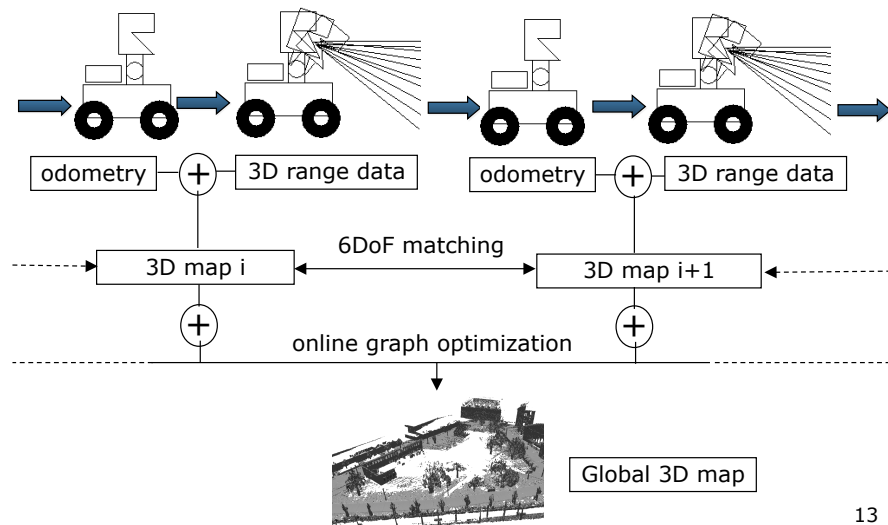 odometry + 3D range data odometry + 3D range data
3D map i 6DoF matching 3D map i+1
+ +
online graph optimization
Global 3D map
13